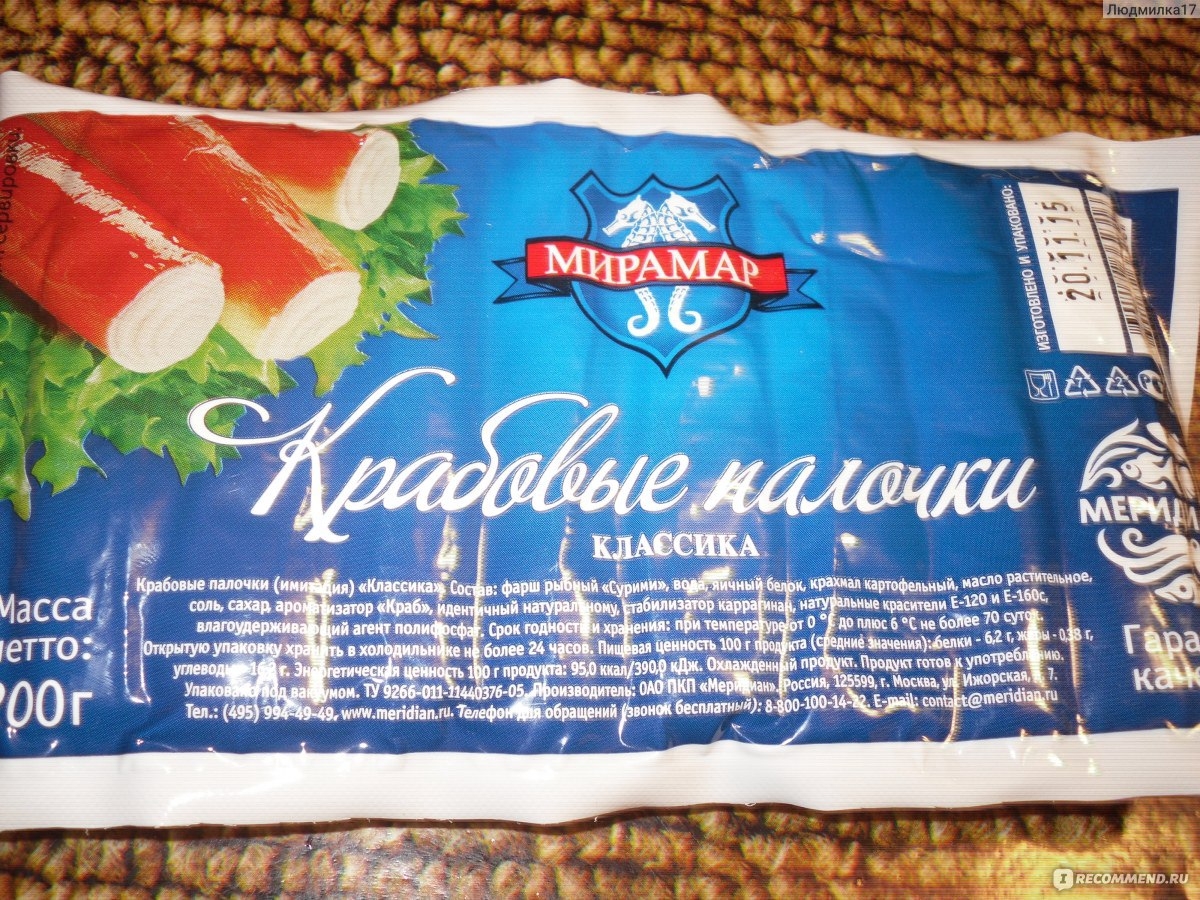 Людмилка17
сервировка
МИРАМАР
ИЗГОТОВЛЕНО И УПАКОВАНО:
20.11.15
7 2
Крабовые палочки
КЛАССИКА
МЕРИД
Масса
нетто:
200г
Крабовые палочки (имитация) «Классика». Состав: фарш рыбный «Сурими», вода, яичный белок, крахмал картофельный, масло растительное,
соль, сахар, ароматизатор «Краб», идентичный натуральному, стабилизатор каррагинан, натуральные красители Е-120 и Е-160с,
влагоудерживающий агент полифосфат. Срок годности и хранения: при температуре от 0 °С до плюс 6 °С не более 70 суток.
Открытую упаковку хранить в холодильнике не более 24 часов. Пищевая ценность 100 г продукта (средние значения): белки - 6,2 г, жиры - 0,38 г,
углеводы - г. Энергетическая ценность 100 г продукта: 95,0 ккал/390,0 кДж. Охлажденный продукт. Продукт готов к употреблению.
Упаковано под вакуумом. ТУ 9266-011-11440376-05. Производитель: ОАО ПКП «Меридиан». Россия, 125599, г. Москва, ул. Ижорская, 7.
Тел.: (495) 994-49-49, www.meridian.ru. Телефон для обращений (звонок бесплатный): 8-800-100-14-22. E-mail: contact@meridian.ru
Гара
кач
IRECOMMEND.RU